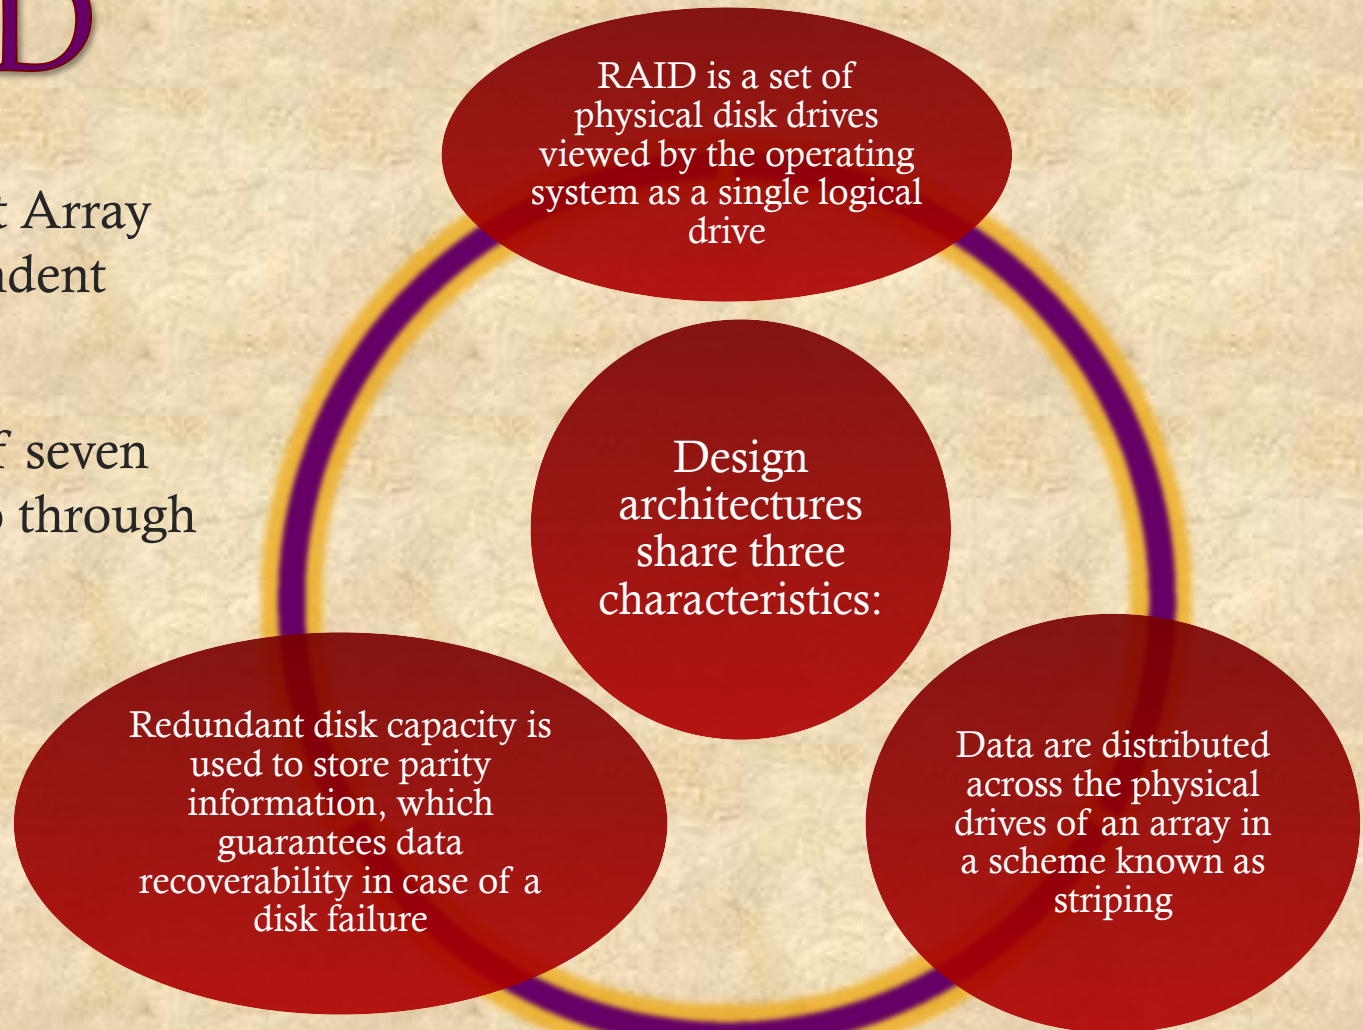 D
t Array
ndent
f seven
o through
RAID is a set of
physical disk drives
viewed by the operating
system as a single logical
drive
Design
architectures
share three
characteristics:
Redundant disk capacity is
used to store parity
information, which
guarantees data
recoverability in case of a
disk failure
Data are distributed
across the physical
drives of an array in
a scheme known as
striping